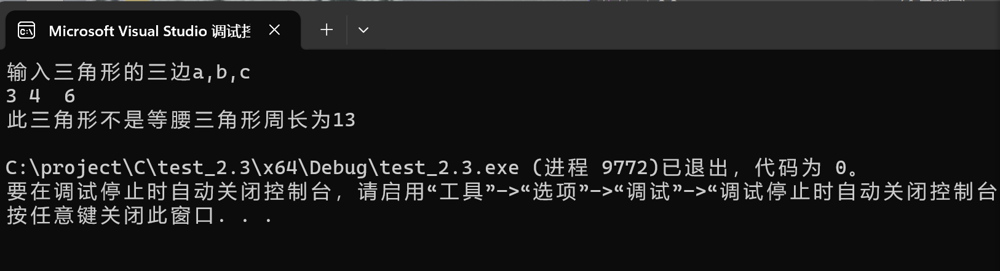 Microsoft Visual Studio 调试控
输入三角形的三边a,b,c
3 4  6
此三角形不是等腰三角形周长为13
C:\project\C\test_2.3\x64\Debug\test_2.3.exe (进程 9772)已退出，代码为 0。
要在调试停止时自动关闭控制台，请启用“工具”->“选项”->“调试”->“调试停止时自动关闭控制台
按任意键关闭此窗口. . .